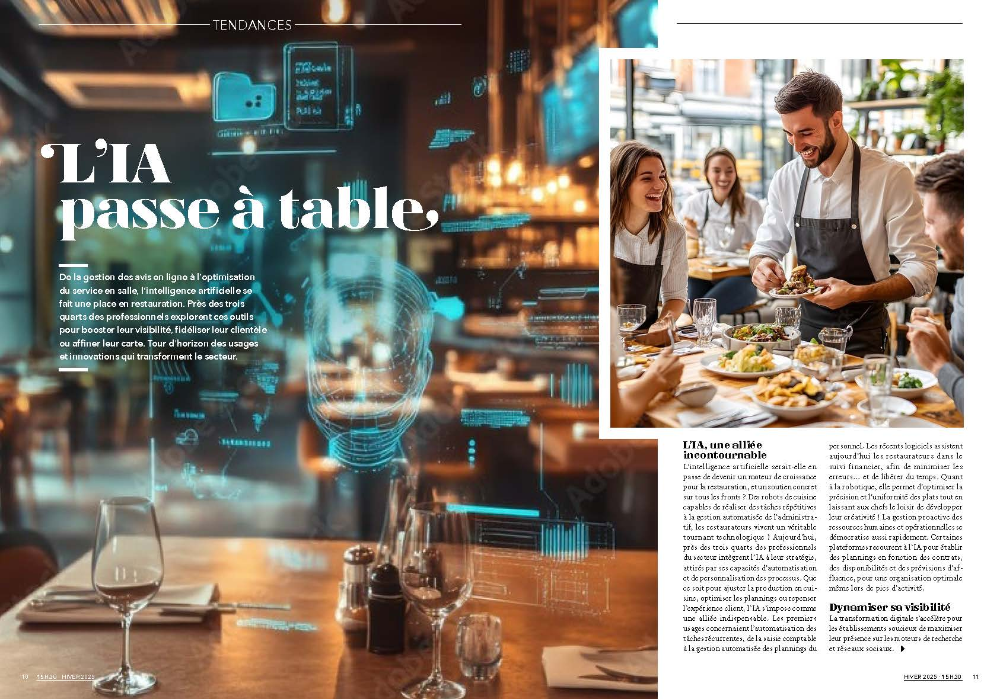 TENDANCES
L'IA
passe à table
De la gestion des avis en ligne à l'optimisation
du service en salle, l'intelligence artificielle se
fait une place en restauration. Près des trois
quarts des professionnels explorent ces outils
pour booster leur visibilité, fidéliser leur clientèle
ou affiner leur carte. Tour d'horizon des usages
et innovations qui transforment le secteur.
10 15H30 · HIVER 2025
L'IA, une alliée
incontournable
L'intelligence artificielle serait-elle en
passe de devenir un moteur de croissance
pour la restauration, et un soutien concret
sur tous les fronts ? Des robots de cuisine
capables de réaliser des tâches répétitives
à la gestion automatisée de l'administra-
tif, les restaurateurs vivent un véritable
tournant technologique ! Aujourd'hui,
près des trois quarts des professionnels
du secteur intègrent l'IA à leur stratégie,
attirés par ses capacités d'automatisation
et de personnalisation des processus. Que
ce soit pour ajuster la production en cui-
sine, optimiser les plannings ou repenser
l'expérience client, l'IA s'impose comme
une alliée indispensable. Les premiers
usages concernaient l'automatisation des
tâches récurrentes, de la saisie comptable
à la gestion automatisée des plannings du
personnel. Les récents logiciels assistent
aujourd'hui les restaurateurs dans le
suivi financier, afin de minimiser les
erreurs... et de libérer du temps. Quant
à la robotique, elle permet d'optimiser la
précision et l'uniformité des plats tout en
laissant aux chefs le loisir de développer
leur créativité ! La gestion proactive des
ressources humaines et opérationnelles se
démocratise aussi rapidement. Certaines
plateformes recourent à l'IA pour établir
des plannings en fonction des contrats,
des disponibilités et des prévisions d'af-
fluence, pour une organisation optimale
même lors de pics d'activité.
Dynamiser sa visibilité
La transformation digitale s'accélère pour
les établissements soucieux de maximiser
leur présence sur les moteurs de recherche
et réseaux sociaux.
HIVER 2025 · 15H30 11